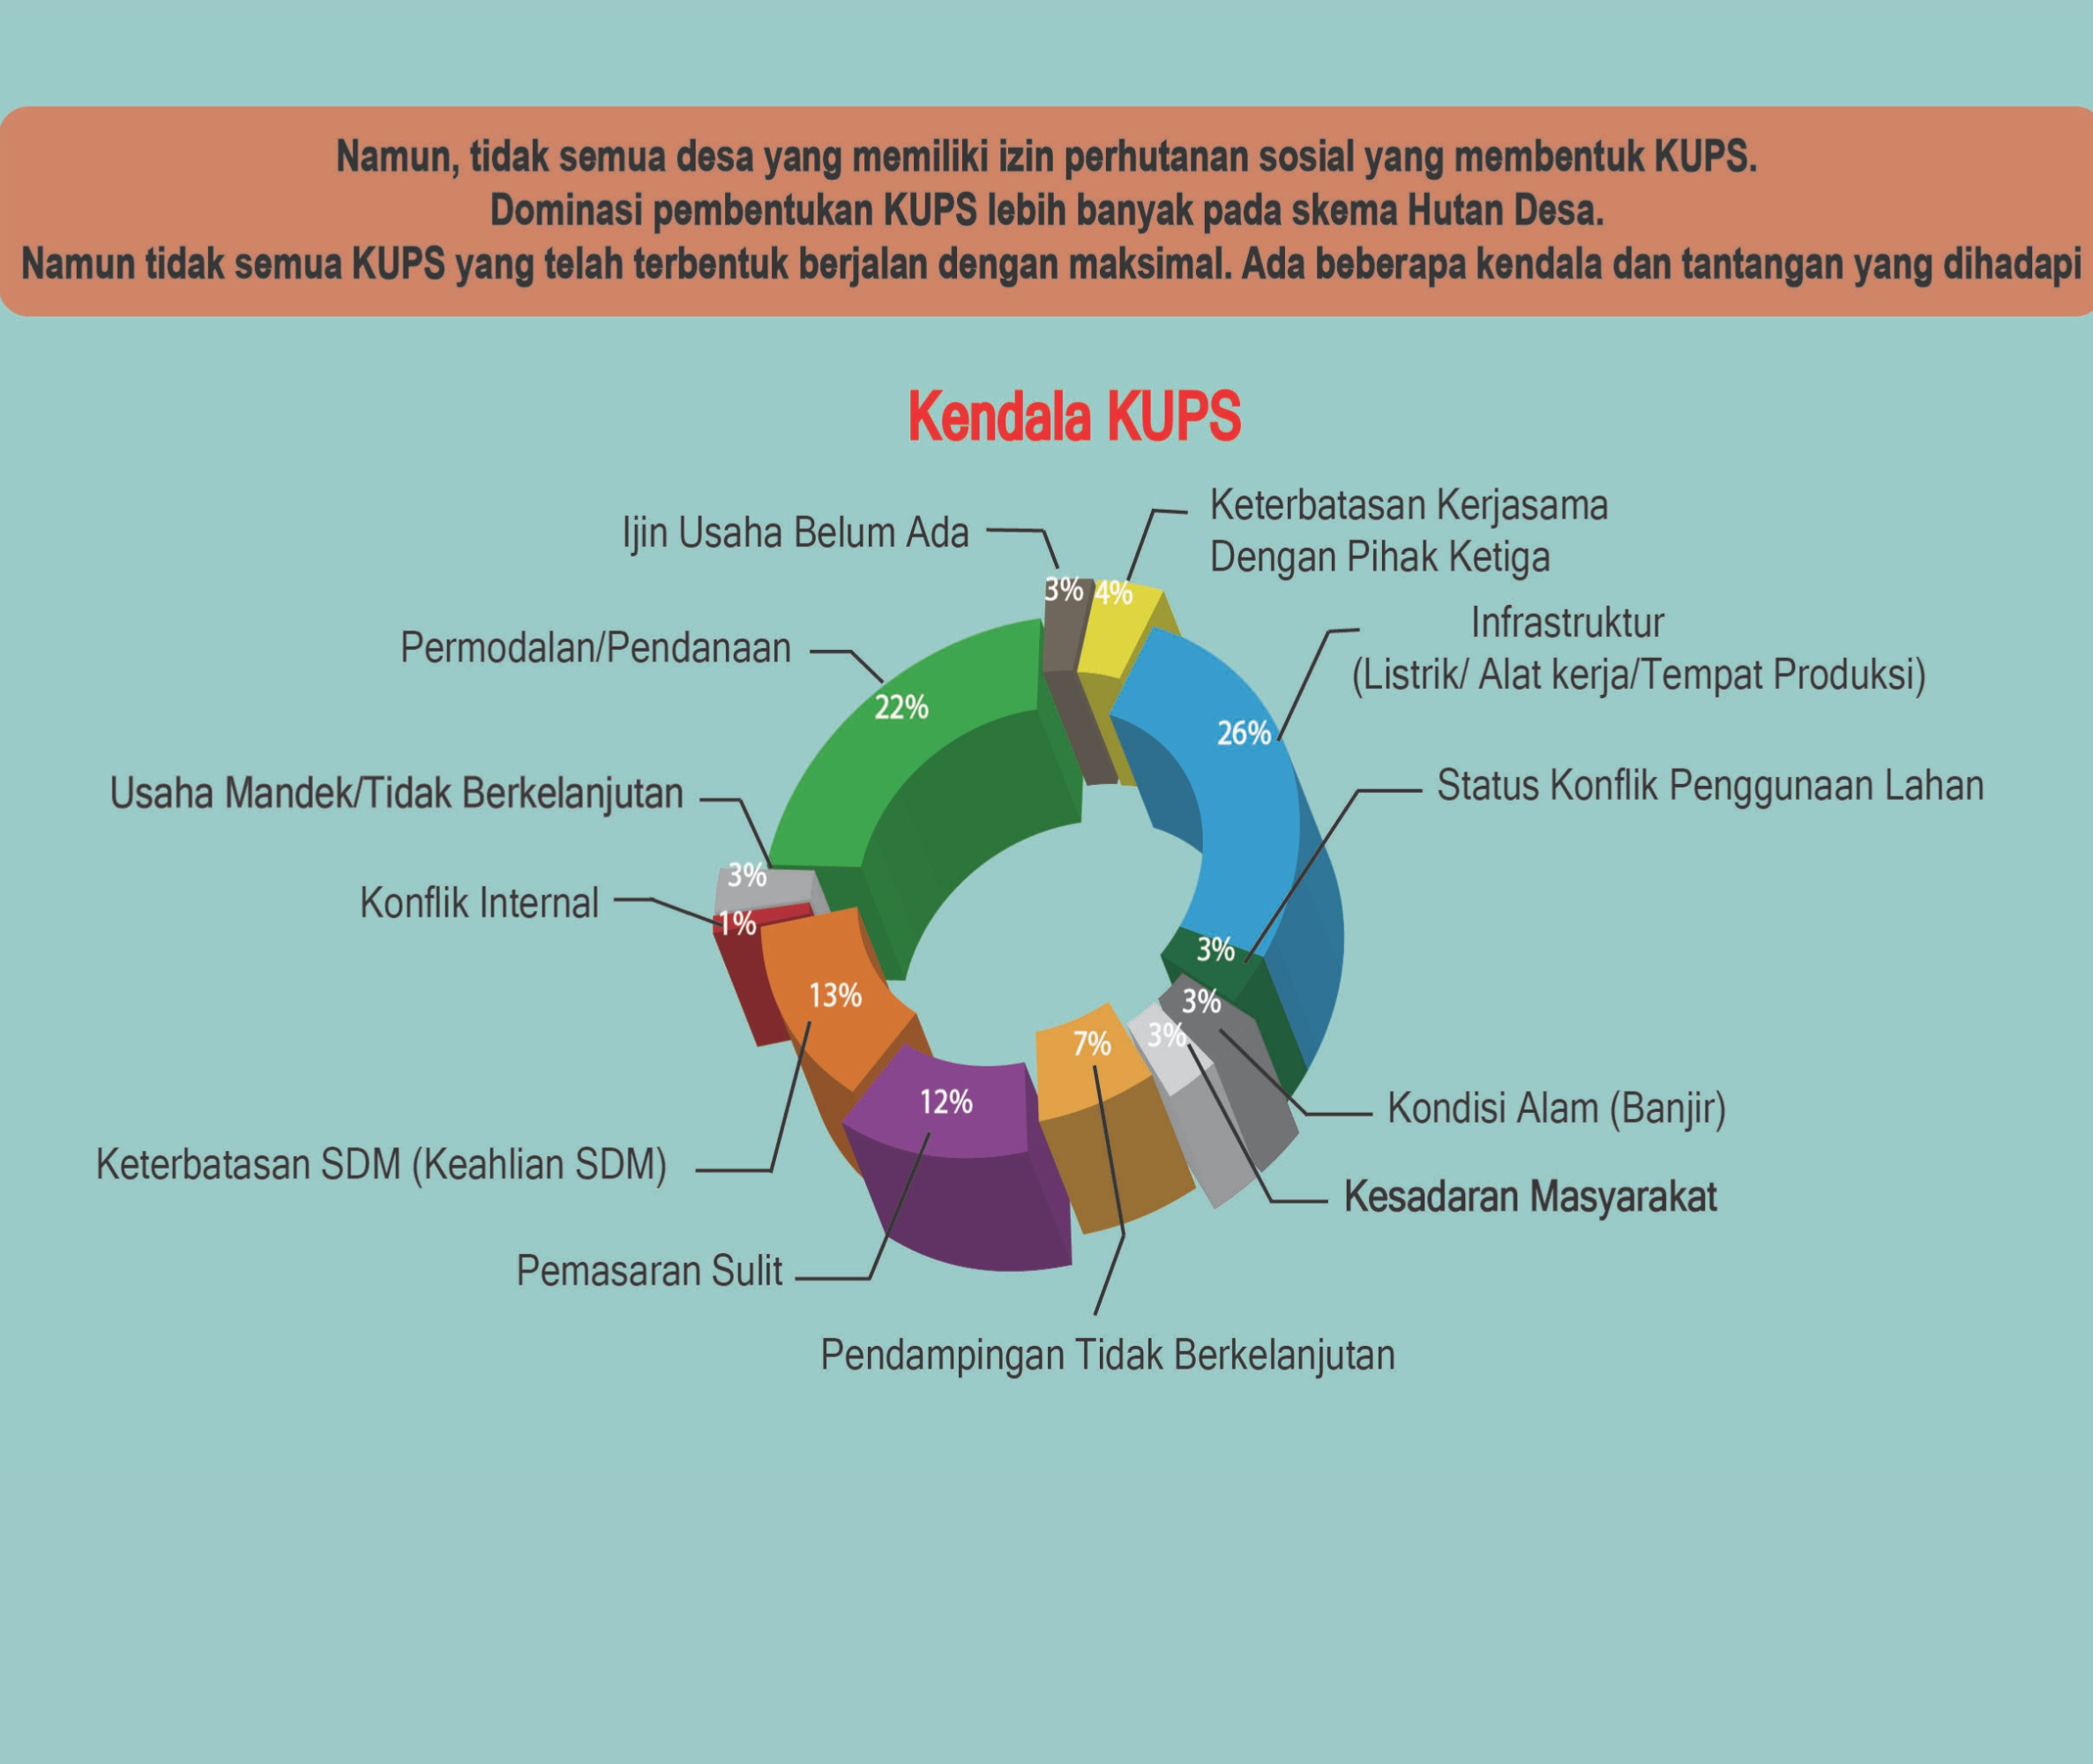 Namun, tidak semua desa yang memiliki izin perhutanan sosial yang membentuk KUPS.
Dominasi pembentukan KUPS lebih banyak pada skema Hutan Desa.
Namun tidak semua KUPS yang telah terbentuk berjalan dengan maksimal. Ada beberapa kendala dan tantangan yang dihadapi
Kendala KUPS
Keterbatasan Kerjasama
Dengan Pihak Ketiga
Ijin Usaha Belum Ada
3%
4%
Infrastruktur
(Listrik/ Alat kerja/Tempat Produksi)
Permodalan/Pendanaan
22%
26%
Status Konflik Penggunaan Lahan
Usaha Mandek/Tidak Berkelanjutan
3%
Konflik Internal
1%
3%
13%
3%
3%
7%
12%
Kondisi Alam (Banjir)
Keterbatasan SDM (Keahlian SDM)
Kesadaran Masyarakat
Pemasaran Sulit
Pendampingan Tidak Berkelanjutan